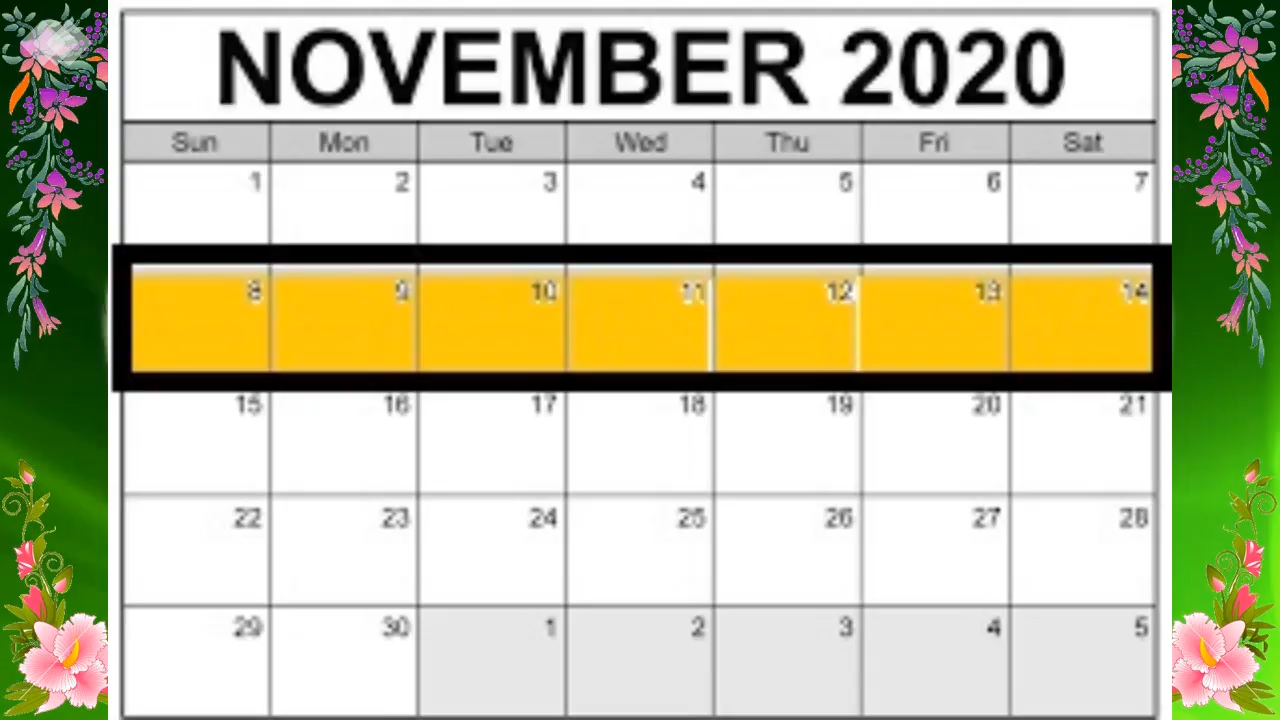 NOVEMBER 2020
Sun Mon Tue Wed Thu Fri Sat
1 2 3 4 5 6 7
8 9 10 11 12 13 14
15 16 17 18 19 20 21
22 23 24 25 26 27 28
29 30 1 2 3 4 5